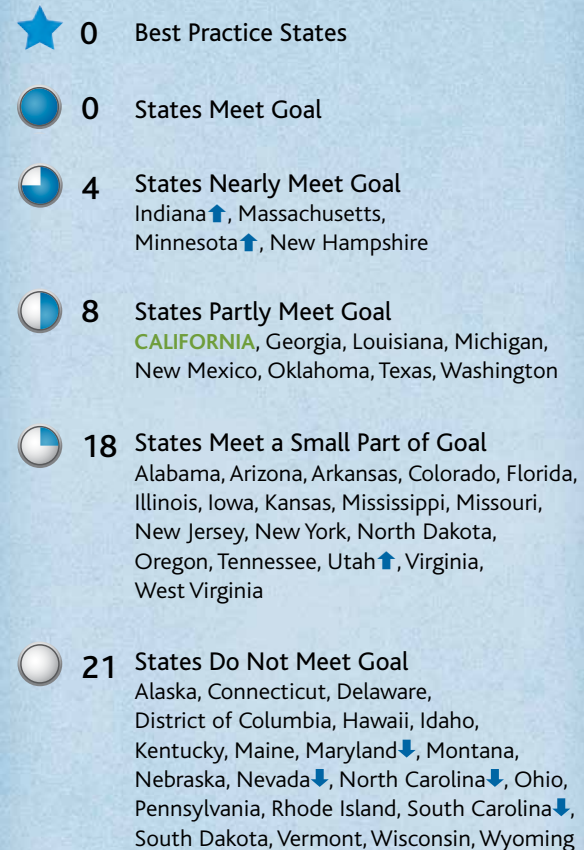 0 Best Practice States
0 States Meet Goal
4 States Nearly Meet Goal
Indiana⬆, Massachusetts,
Minnesota⬆, New Hampshire
8 States Partly Meet Goal
CALIFORNIA, Georgia, Louisiana, Michigan,
New Mexico, Oklahoma, Texas, Washington
18 States Meet a Small Part of Goal
Alabama, Arizona, Arkansas, Colorado, Florida,
Illinois, Iowa, Kansas, Mississippi, Missouri,
New Jersey, New York, North Dakota,
Oregon, Tennessee, Utah⬆, Virginia,
West Virginia
21 States Do Not Meet Goal
Alaska, Connecticut, Delaware,
District of Columbia, Hawaii, Idaho,
Kentucky, Maine, Maryland⬇, Montana,
Nebraska, Nevada⬇, North Carolina⬇, Ohio,
Pennsylvania, Rhode Island, South Carolina⬇,
South Dakota, Vermont, Wisconsin, Wyoming